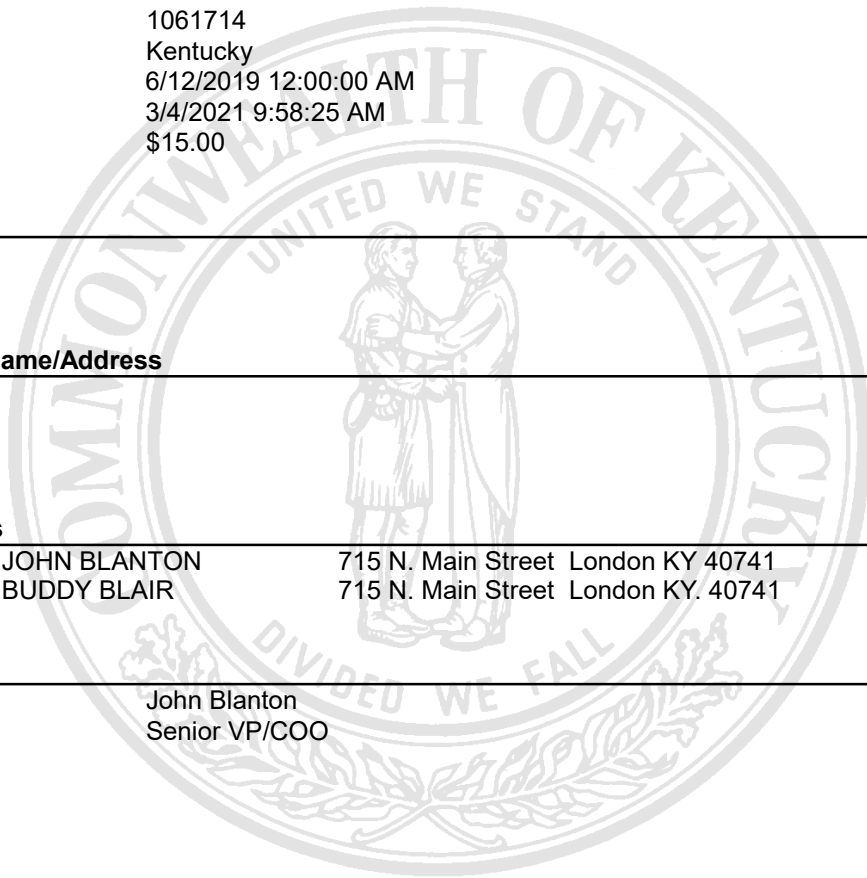 1061714
Kentucky
6/12/2019 12:00:00 AM
3/4/2021 9:58:25 AM
$15.00
COMMONWEALTH OF KENTUCKY
UNITED WE STAND
ame/Address
s
JOHN BLANTON 715 N. Main Street London KY 40741
BUDDY BLAIR 715 N. Main Street London KY. 40741
DIVIDED WE FALL
John Blanton
Senior VP/COO